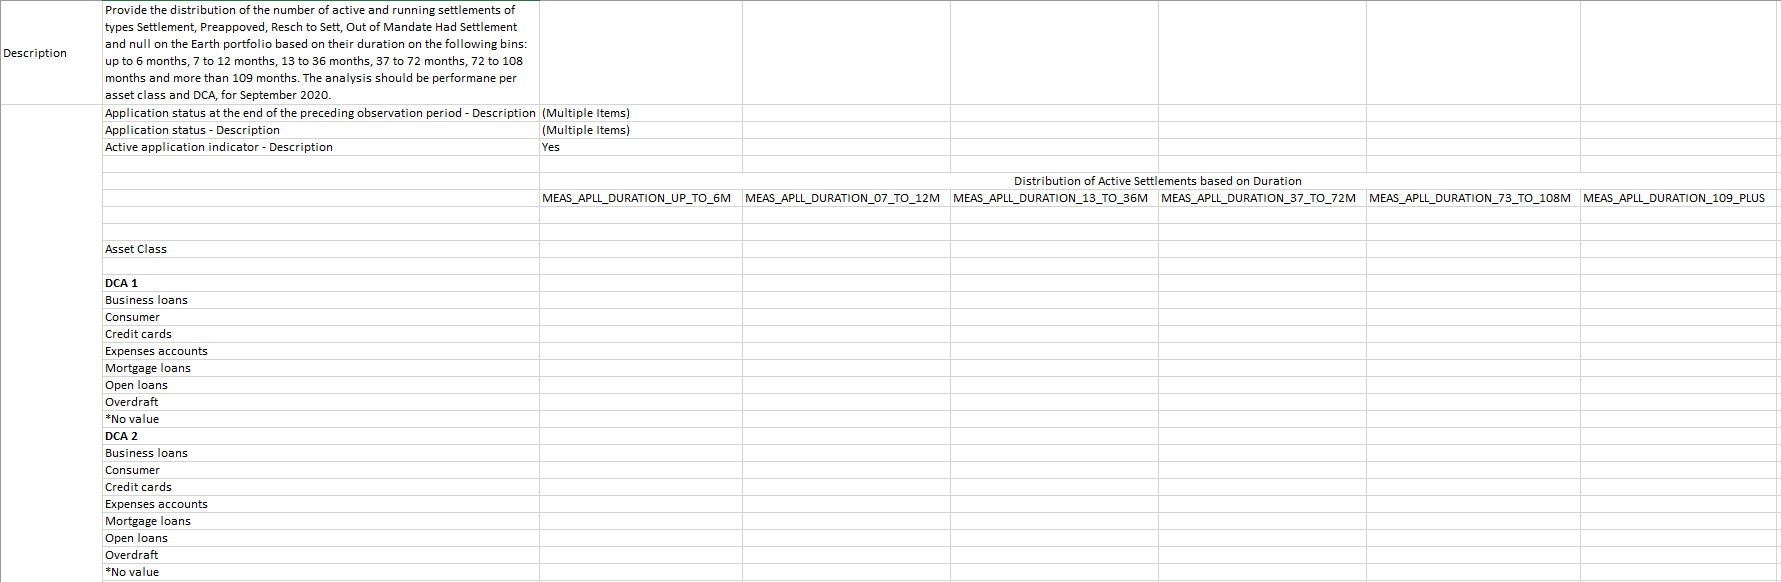 Provide the distribution of the number of active and running settlements of
types Settlement, Preappoved, Resch to Sett, Out of Mandate Had Settlement
and null on the Earth portfolio based on their duration on the following bins:
Description
up to 6 months, 7 to 12 months, 13 to 36 months, 37 to 72 months, 72 to 108
months and more than 109 months. The analysis should be performane per
asset class and DCA, for September 2020.
Application status at the end of the preceding observation period - Description (Multiple Items)
Application status - Description (Multiple Items)
Active application indicator - Description Yes
Distribution of Active Settlements based on Duration
MEAS_APLL_DURATION_UP_TO_6M MEAS_APLL_DURATION_07_TO_12M MEAS_APLL_DURATION_13_TO_36M MEAS_APLL_DURATION_37_TO_72M MEAS_APLL_DURATION_73_TO_108M MEAS_APLL_DURATION_109_PLUS
Asset Class
DCA 1
Business loans
Consumer
Credit cards
Expenses accounts
Mortgage loans
Open loans
Overdraft
*No value
DCA 2
Business loans
Consumer
Credit cards
Expenses accounts
Mortgage loans
Open loans
Overdraft
*No value